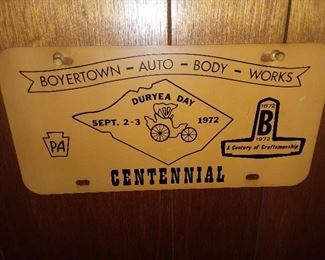 BOYERTOWN - AUTO - BODY - WORKS
DURYEA DAY
SEPT. 2-3 1972
PA
1872
B
1972
A Century of Craftsmanship
CENTENNIAL